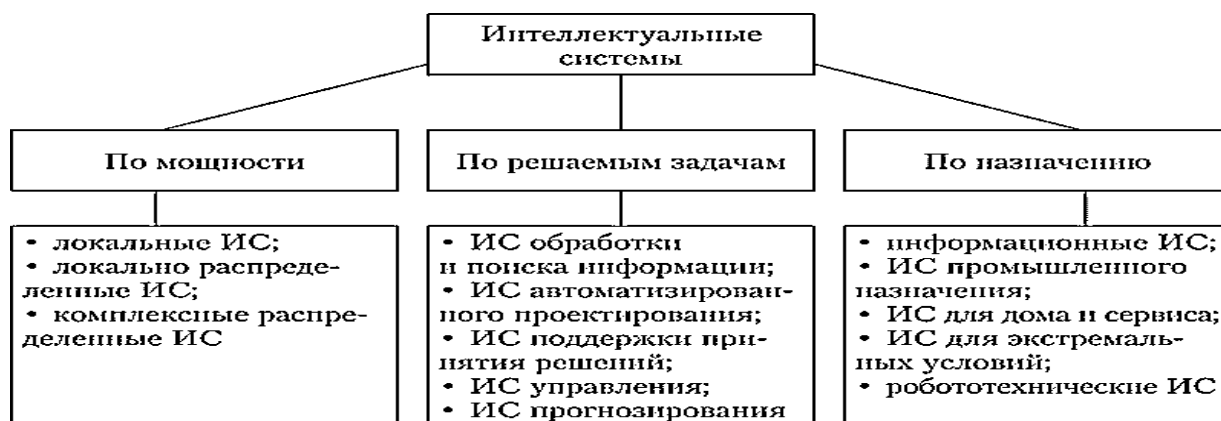 Интеллектуальные
системы
По мощности
По решаемым задачам
По назначению
• локальные ИС;
• локально распреде-
ленные ИС;
• комплексные распре-
деленные ИС
• ИС обработки
и поиска информации;
• ИС автоматизирован-
ного проектирования;
• ИС поддержки при-
нятия решений;
• ИС управления;
• ИС прогнозирования
• информационные ИС;
• ИС промышленного
назначения;
• ИС для дома и сервиса;
• ИС для экстремаль-
ных условий;
• робототехнические ИС